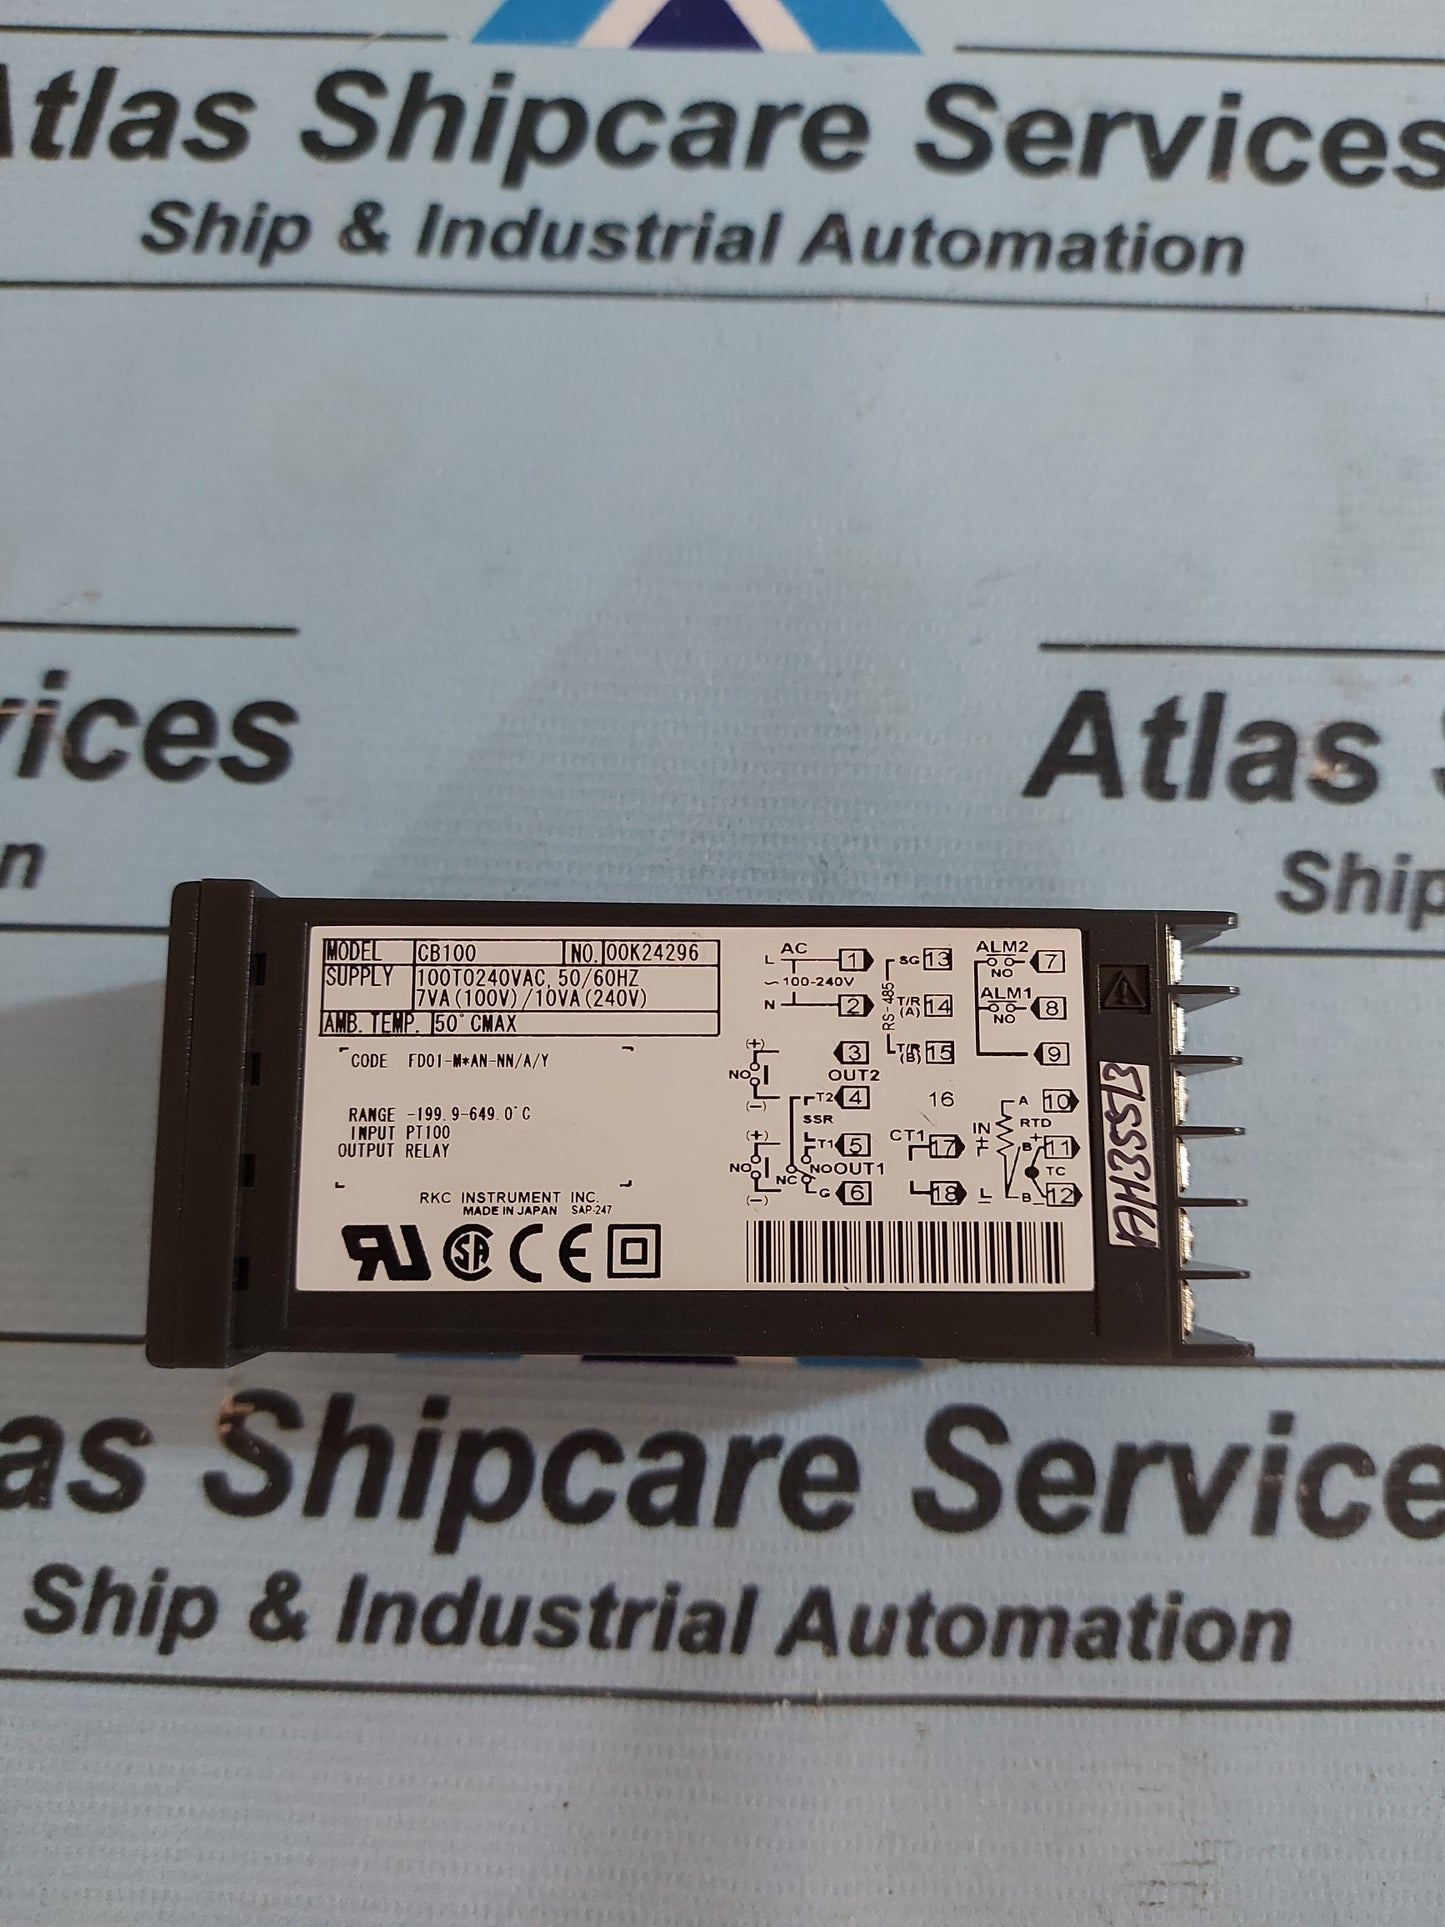 Atlas Shipcare Services
Ship & Industrial Automation
vices
Atlas S
n
Ship
MODEL CB100 NO. 00K24296
SUPPLY 100TO240VAC, 50/60HZ
7VA(100V)/10VA(240V)
AMB. TEMP. 50°CMAX
CODE FD01-M*AN-NN/A/Y
RANGE -199.9-649.0°C
INPUT PT100
OUTPUT RELAY
RKC INSTRUMENT INC.
MADE IN JAPAN SAP-247
AC
L 1
~100-240V
N 2
RS-485
SG 13
T/R (A) 14
T/R (B) 15
ALM2 7
NO
ALM1 8
NO
9
(+)
NO
(-)
3
OUT2
T2 4
SSR
(+)
NO
(-)
T1 5
NO OUT1
NC
G 6
16
CT1 17
18
IN
A 10
RTD
B + 11
TC
B - 12
AH35573
as Shipcare Service
Ship & Industrial Automation